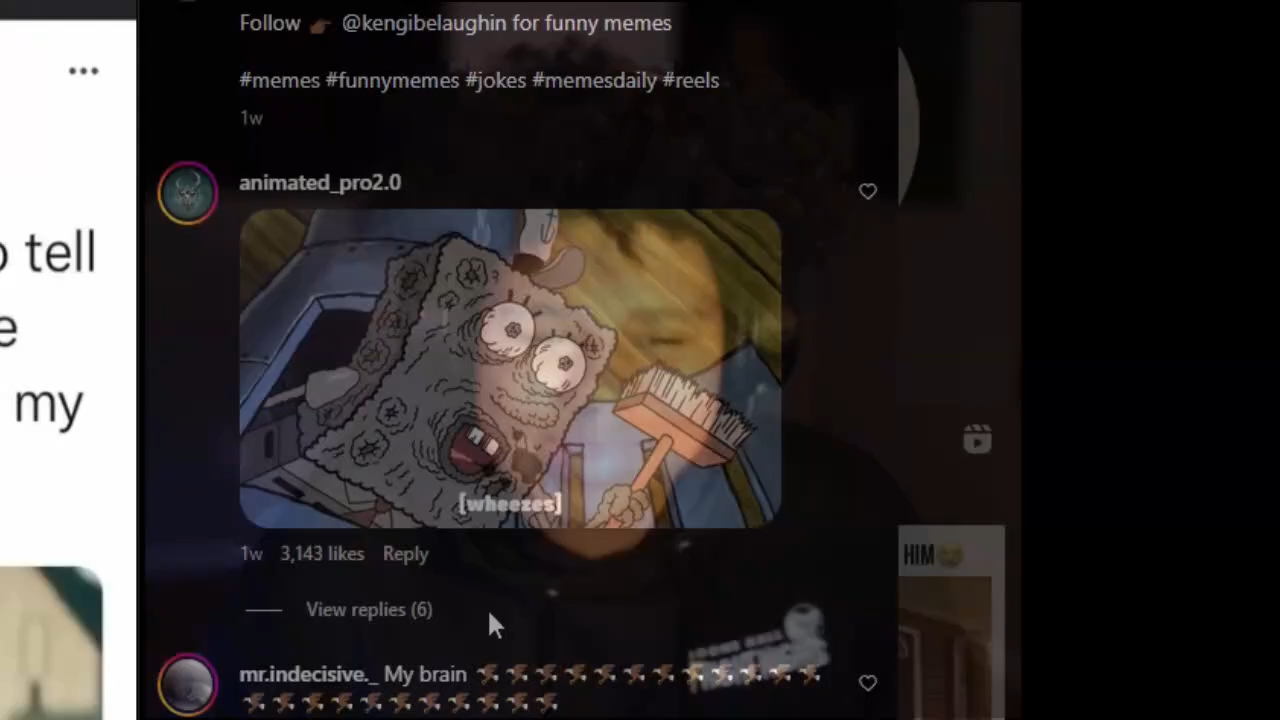 Follow @kengibelaughin for funny memes
#memes #funnymemes #jokes #memesdaily #reels
1w
animated_pro2.0
tell
e
my
[wheezes]
1w 3,143 likes Reply
HIM
View replies (6)
mr.indecisive._ My brain